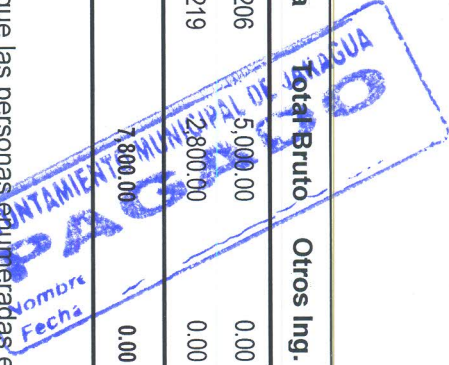 a Total Bruto Otros Ing.
206 5,000.00 0.00
219 2,800.00 0.00
7,800.00 0.00
que las personas enumeradas e
AYUNTAMIENTO MUNICIPAL DE JAMAGUA
PAGADO
Nombre
Fecha